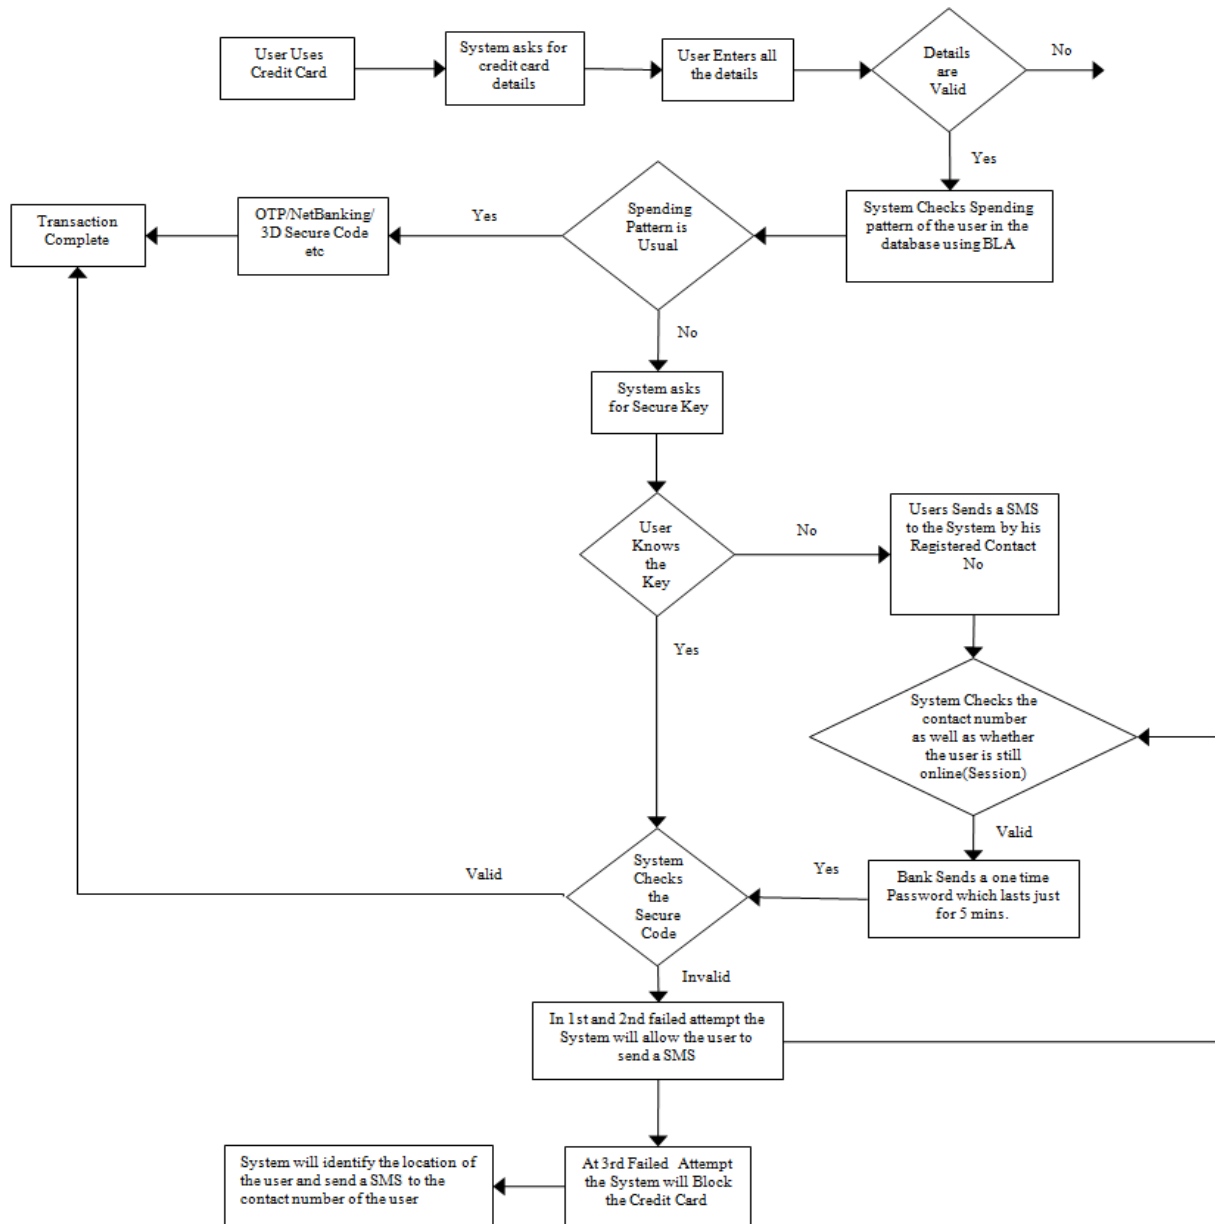 User Uses
Credit Card
System asks for
credit card
details
User Enters all
the details
Details
are
Valid
No
Yes
System Checks Spending
pattern of the user in the
database using BLA
Spending
Pattern is
Usual
Yes
OTP/NetBanking/
3D Secure Code
etc
Transaction
Complete
No
System asks
for Secure Key
User
Knows
the
Key
No
Users Sends a SMS
to the System by his
Registered Contact
No
Yes
System Checks the
contact number
as well as whether
the user is still
online(Session)
Valid
Bank Sends a one time
Password which lasts just
for 5 mins.
Yes
System
Checks
the
Secure
Code
Valid
Invalid
In 1st and 2nd failed attempt the
System will allow the user to
send a SMS
At 3rd Failed Attempt
the System will Block
the Credit Card
System will identify the location of
the user and send a SMS to the
contact number of the user